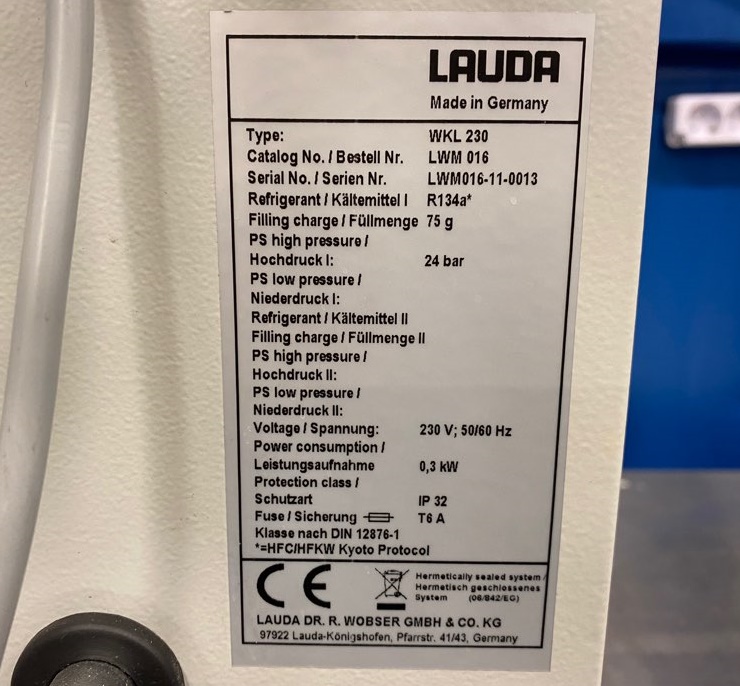 LAUDA
Made in Germany
Type: WKL 230
Catalog No. / Bestell Nr. LWM 016
Serial No. / Serien Nr. LWM016-11-0013
Refrigerant / Kältemittel I R134a*
Filling charge / Füllmenge 75 g
PS high pressure /
Hochdruck I: 24 bar
PS low pressure /
Niederdruck I:
Refrigerant / Kältemittel II
Filling charge / Füllmenge II
PS high pressure /
Hochdruck II:
PS low pressure /
Niederdruck II:
Voltage / Spannung: 230 V; 50/60 Hz
Power consumption /
Leistungsaufnahme 0,3 kW
Protection class /
Schutzart IP 32
Fuse / Sicherung T6 A
Klasse nach DIN 12876-1
*=HFC/HFKW Kyoto Protocol
CE
Hermetically sealed system /
Hermetisch geschlossenes
System (06/842/EG)
LAUDA DR. R. WOBSER GMBH & CO. KG
97922 Lauda-Königshofen, Pfarrstr. 41/43, Germany